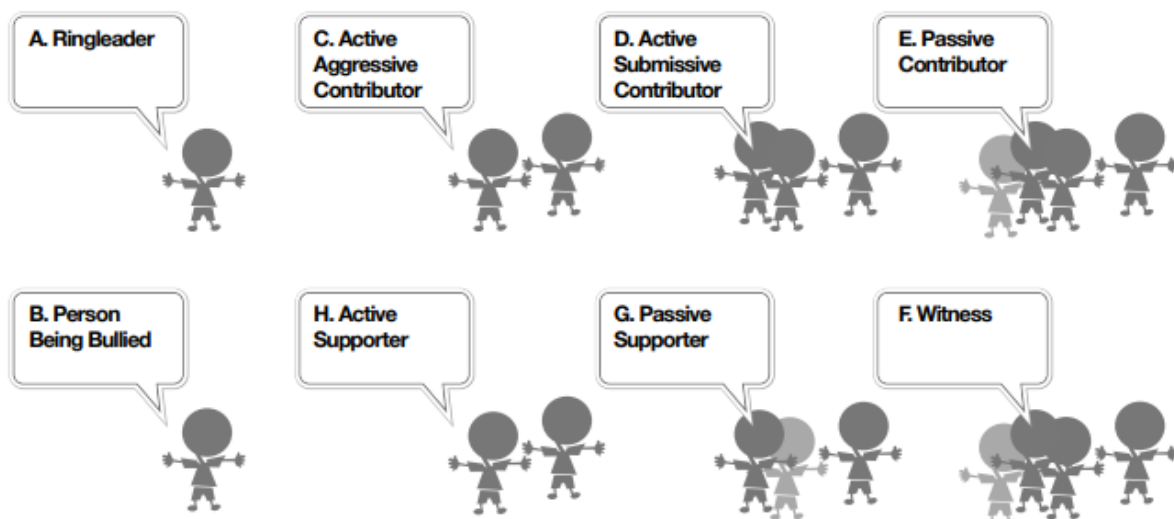 A. Ringleader
C. Active
Aggressive
Contributor
D. Active
Submissive
Contributor
E. Passive
Contributor
B. Person
Being Bullied
H. Active
Supporter
G. Passive
Supporter
F. Witness